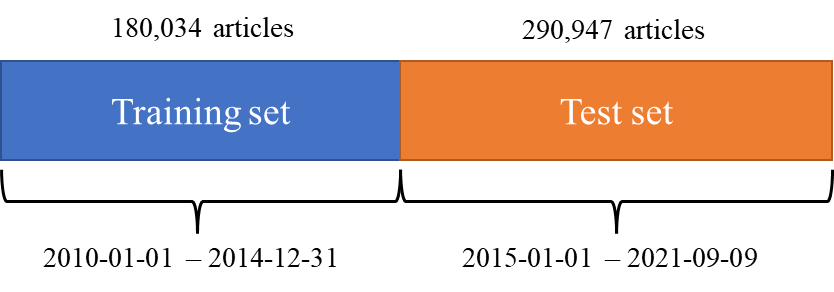 180,034 articles
290,947 articles
Training set
Test set
2010-01-01 – 2014-12-31
2015-01-01 – 2021-09-09